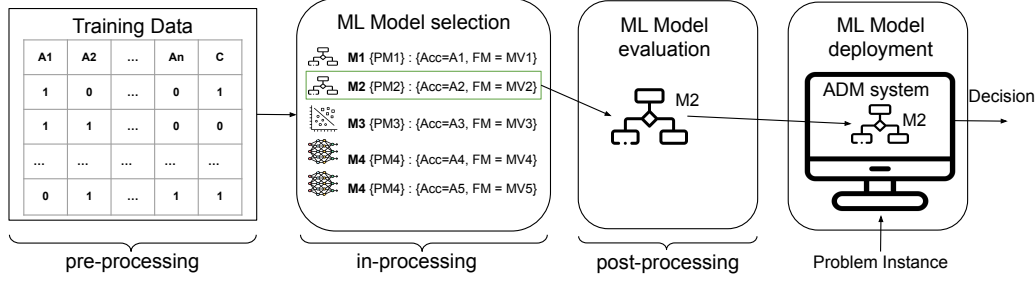 Training Data
A1 A2 ... An C
1 0 ... 0 1
1 1 ... 0 0
... ... ... ... ...
0 1 ... 1 1
pre-processing
ML Model selection
M1 {PM1} : {Acc=A1, FM = MV1}
M2 {PM2} : {Acc=A2, FM = MV2}
M3 {PM3} : {Acc=A3, FM = MV3}
M4 {PM4} : {Acc=A4, FM = MV4}
M4 {PM4} : {Acc=A5, FM = MV5}
in-processing
ML Model
evaluation
M2
post-processing
ML Model
deployment
ADM system
M2
Decision
Problem Instance